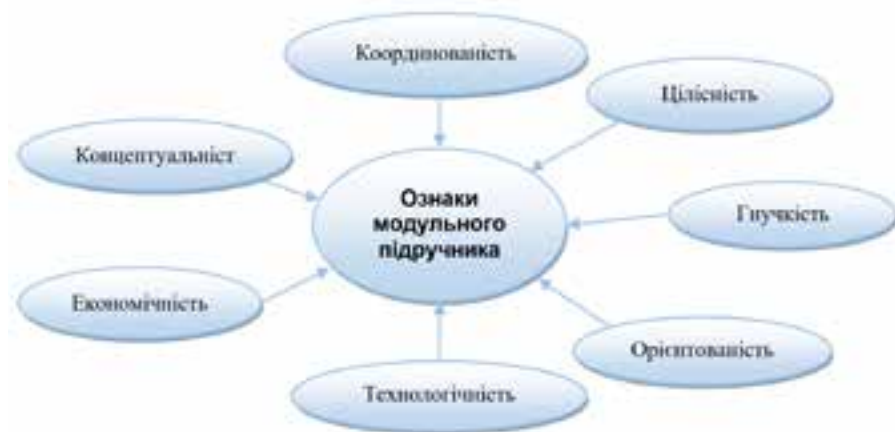 Координованість
Цілісність
Концептуальніст
Ознаки
модульного
підручника
Гнучкість
Економічність
Орієнтованість
Технологічність